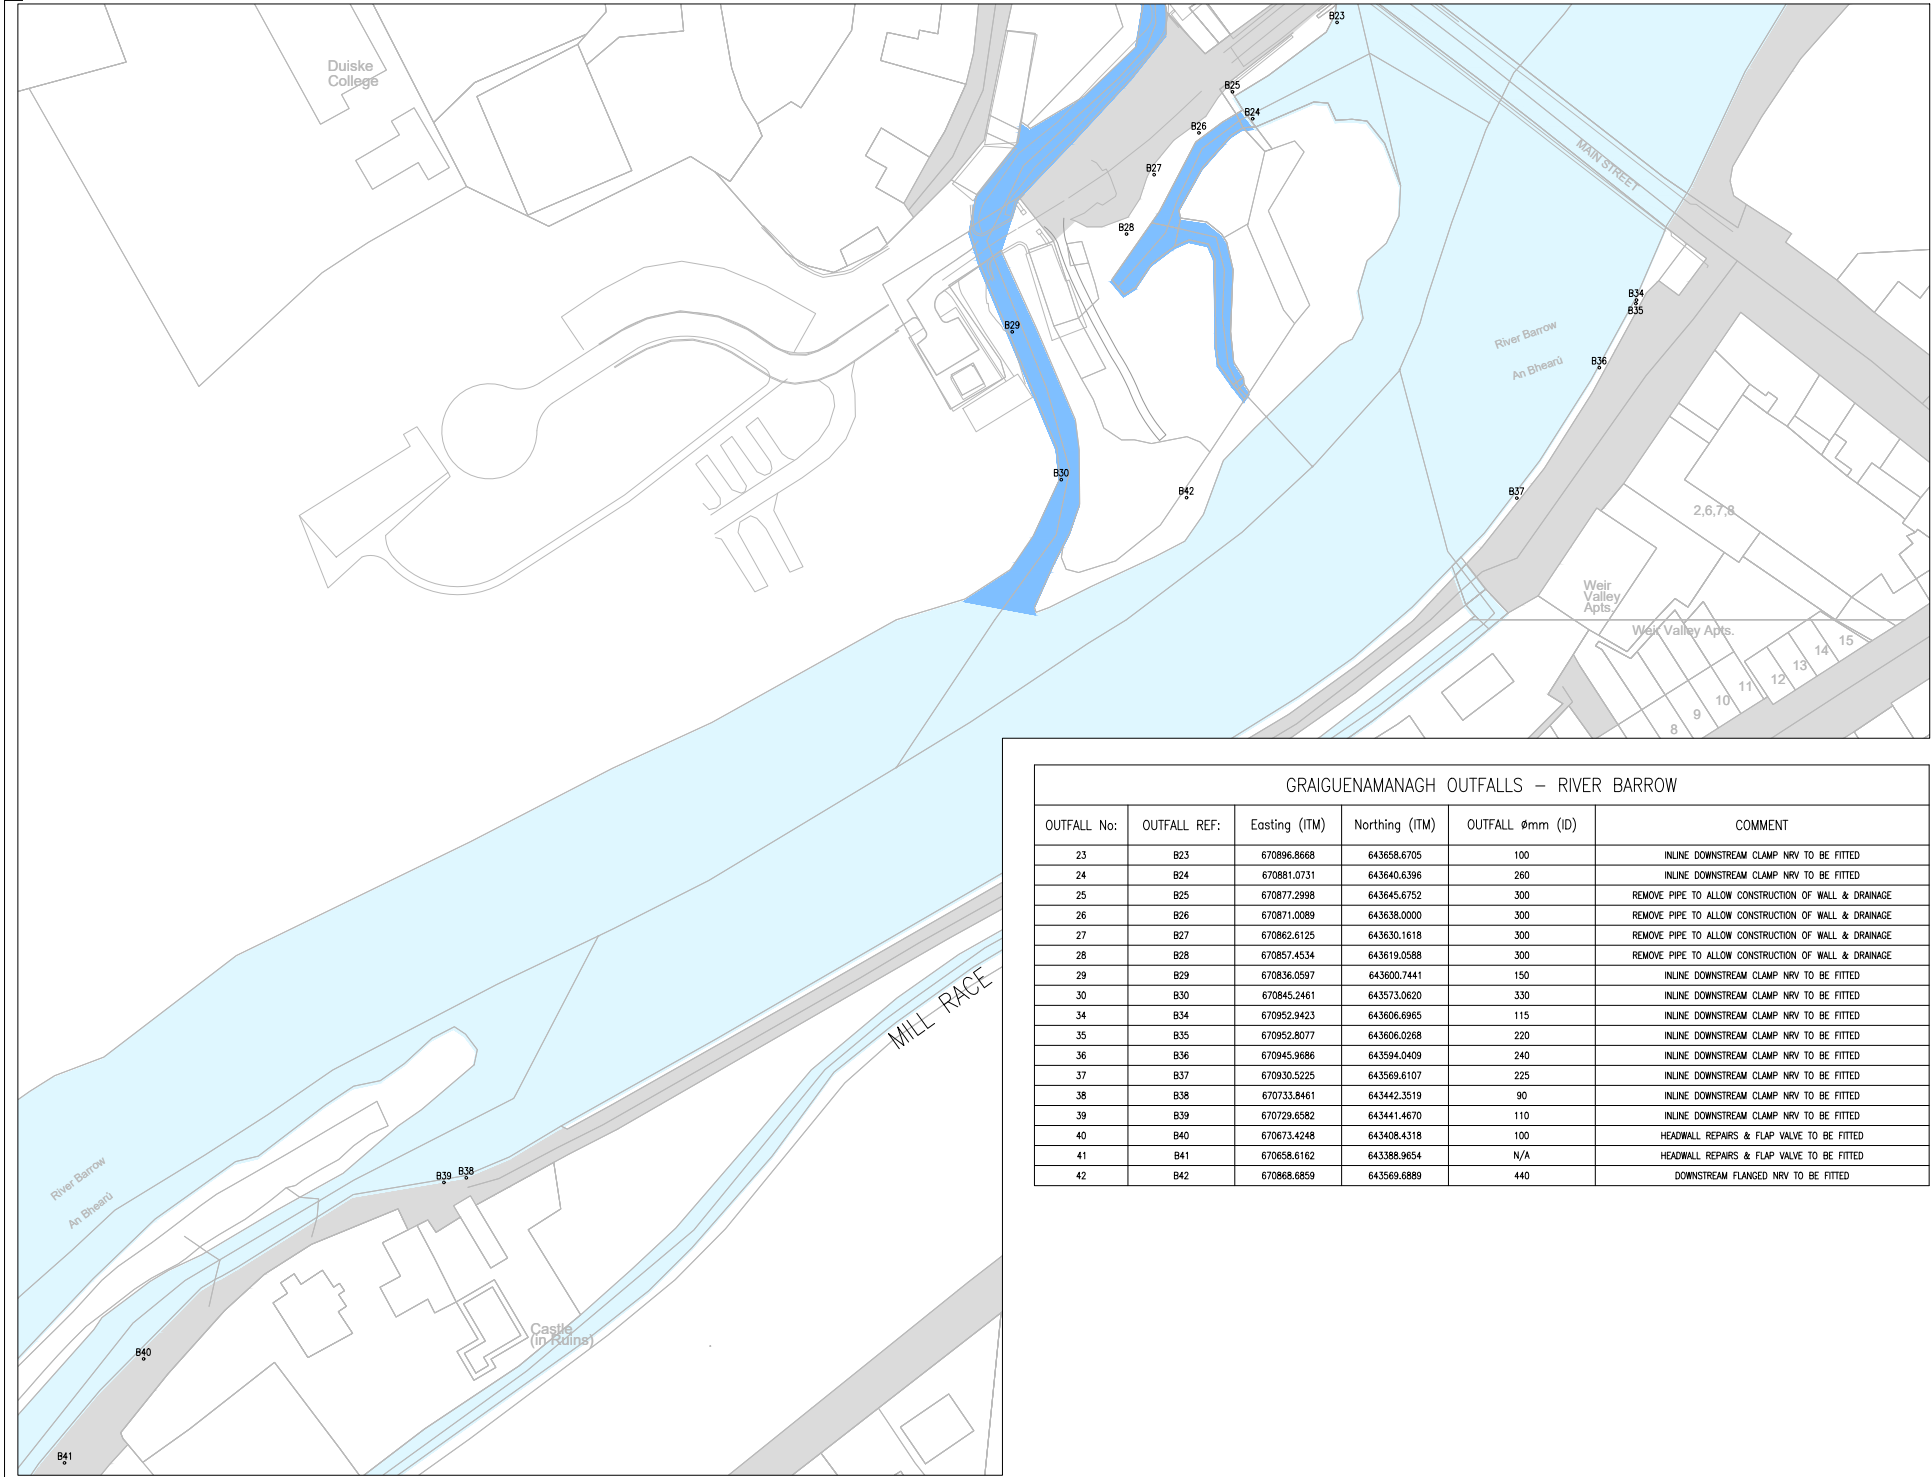 B23
Duiske
College
B25
B24
B26
MAIN STREET
B27
B28
B34
B35
B29
River Barrow
An Bhearú
B36
B30
B42
B37
2,6,7,8
Weir
Valley
Apts.
Weir Valley Apts.
15
14
13
12
11
10
9
8
GRAIGUENAMANAGH OUTFALLS – RIVER BARROW
OUTFALL No: OUTFALL REF: Easting (ITM) Northing (ITM) OUTFALL ømm (ID) COMMENT
23 B23 670896.8668 643658.6705 100 INLINE DOWNSTREAM CLAMP NRV TO BE FITTED
24 B24 670881.0731 643640.6396 260 INLINE DOWNSTREAM CLAMP NRV TO BE FITTED
25 B25 670877.2998 643645.6752 300 REMOVE PIPE TO ALLOW CONSTRUCTION OF WALL & DRAINAGE
26 B26 670871.0089 643638.0000 300 REMOVE PIPE TO ALLOW CONSTRUCTION OF WALL & DRAINAGE
27 B27 670862.6125 643630.1618 300 REMOVE PIPE TO ALLOW CONSTRUCTION OF WALL & DRAINAGE
28 B28 670857.4534 643619.0588 300 REMOVE PIPE TO ALLOW CONSTRUCTION OF WALL & DRAINAGE
29 B29 670836.0597 643600.7441 150 INLINE DOWNSTREAM CLAMP NRV TO BE FITTED
30 B30 670845.2461 643573.0620 330 INLINE DOWNSTREAM CLAMP NRV TO BE FITTED
34 B34 670952.9423 643606.6965 115 INLINE DOWNSTREAM CLAMP NRV TO BE FITTED
35 B35 670952.8077 643606.0268 220 INLINE DOWNSTREAM CLAMP NRV TO BE FITTED
36 B36 670945.9686 643594.0409 240 INLINE DOWNSTREAM CLAMP NRV TO BE FITTED
37 B37 670930.5225 643569.6107 225 INLINE DOWNSTREAM CLAMP NRV TO BE FITTED
38 B38 670733.8461 643442.3519 90 INLINE DOWNSTREAM CLAMP NRV TO BE FITTED
39 B39 670729.6582 643441.4670 110 INLINE DOWNSTREAM CLAMP NRV TO BE FITTED
40 B40 670673.4248 643408.4318 100 HEADWALL REPAIRS & FLAP VALVE TO BE FITTED
41 B41 670658.6162 643388.9654 N/A HEADWALL REPAIRS & FLAP VALVE TO BE FITTED
42 B42 670868.6859 643569.6889 440 DOWNSTREAM FLANGED NRV TO BE FITTED
MILL RACE
River Barrow
An Bhearú
B39
B38
Castle
(in Ruins)
B40
B41